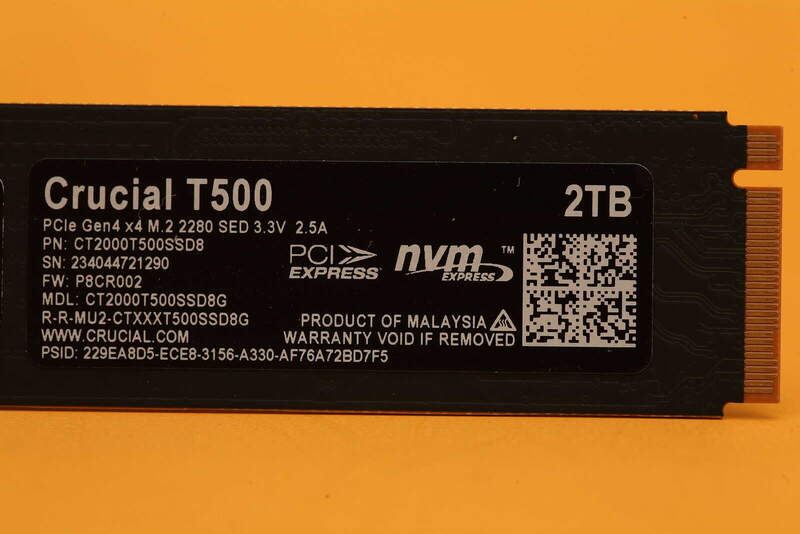 Crucial T500
2TB
PCIe Gen4 x4 M.2 2280 SED 3.3V 2.5A
PN: CT2000T500SSD8
SN: 234044721290
FW: P8CR002
MDL: CT2000T500SSD8G
R-R-MU2-CTXXXT500SSD8G
WWW.CRUCIAL.COM
PSID: 229EA8D5-ECE8-3156-A330-AF76A72BD7F5
PCI
EXPRESS
nvm™
EXPRESS
PRODUCT OF MALAYSIA
WARRANTY VOID IF REMOVED